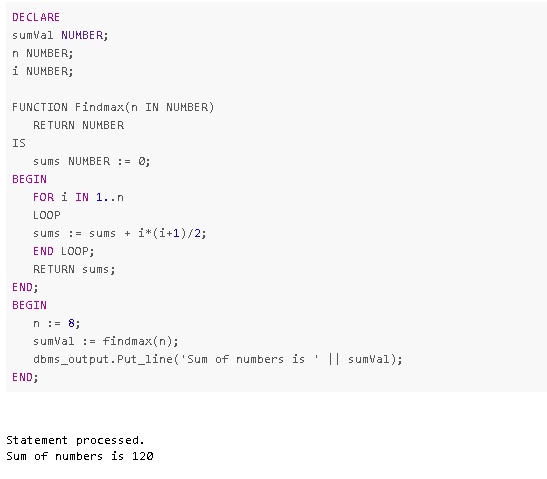 DECLARE
sumVal NUMBER;
n NUMBER;
i NUMBER;
FUNCTION Findmax(n IN NUMBER)
RETURN NUMBER
IS
sums NUMBER := 0;
BEGIN
FOR i IN 1..n
LOOP
sums := sums + i*(i+1)/2;
END LOOP;
RETURN sums;
END;
BEGIN
n := 8;
sumVal := findmax(n);
dbms_output.Put_line('Sum of numbers is ' || sumVal);
END;
Statement processed.
Sum of numbers is 120